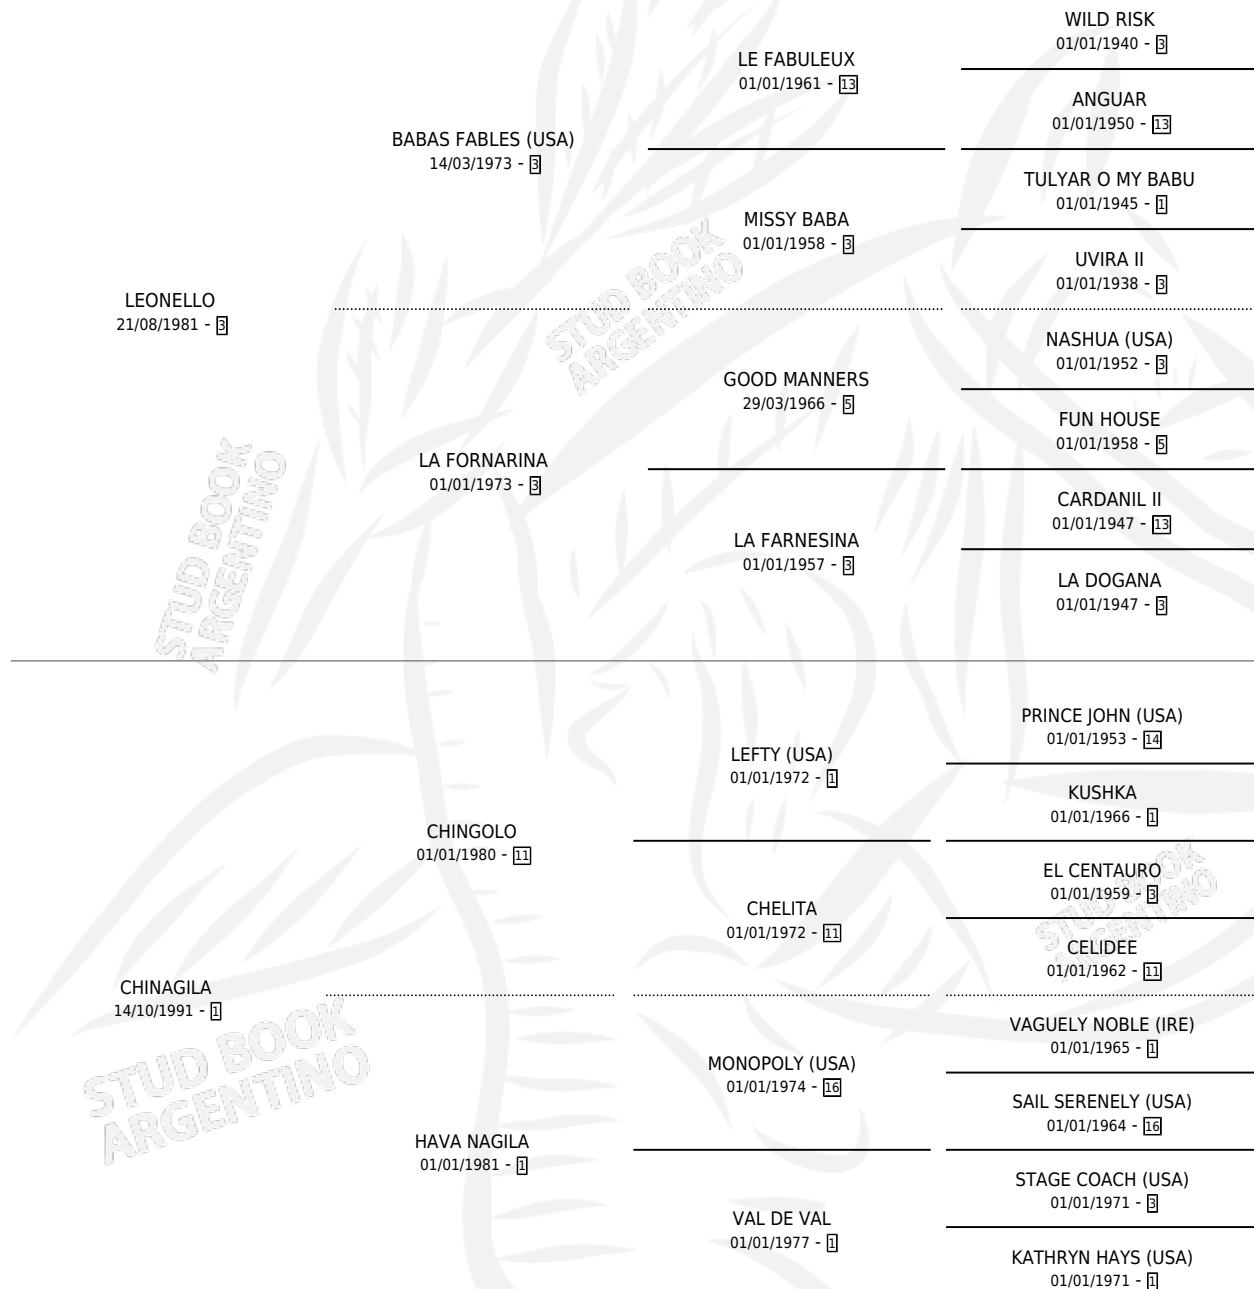 WILD RISK
01/01/1940 - 3
LE FABULEUX
01/01/1961 - 13
ANGUAR
01/01/1950 - 13
BABAS FABLES (USA)
14/03/1973 - 3
TULYAR O MY BABU
01/01/1945 - 1
MISSY BABA
01/01/1958 - 3
UVIRA II
01/01/1938 - 3
LEONELLO
21/08/1981 - 3
NASHUA (USA)
01/01/1952 - 3
GOOD MANNERS
29/03/1966 - 5
FUN HOUSE
01/01/1958 - 5
LA FORNARINA
01/01/1973 - 3
CARDANIL II
01/01/1947 - 13
LA FARNESINA
01/01/1957 - 3
LA DOGANA
01/01/1947 - 3
PRINCE JOHN (USA)
01/01/1953 - 14
LEFTY (USA)
01/01/1972 - 1
KUSHKA
01/01/1966 - 1
CHINGOLO
01/01/1980 - 11
EL CENTAURO
01/01/1959 - 3
CHELITA
01/01/1972 - 11
CELIDEE
01/01/1962 - 11
CHINAGILA
14/10/1991 - 1
VAGUELY NOBLE (IRE)
01/01/1965 - 1
MONOPOLY (USA)
01/01/1974 - 16
SAIL SERENELY (USA)
01/01/1964 - 16
HAVA NAGILA
01/01/1981 - 1
STAGE COACH (USA)
01/01/1971 - 3
VAL DE VAL
01/01/1977 - 1
KATHRYN HAYS (USA)
01/01/1971 - 1
STUD BOOK
ARGENTINO
STUD BOOK
ARGENTINO
STUD BOOK
ARGENTINO
STUD BOOK
ARGENTINO